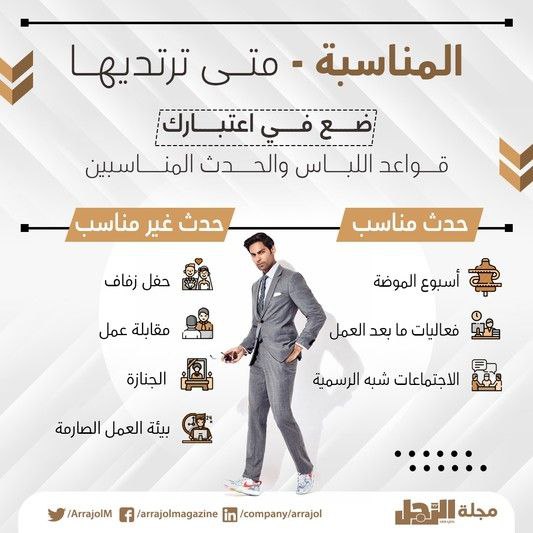 المناسبة - متى ترتديها
ضع في اعتبارك
قواعد اللباس والحدث المناسبين
حدث مناسب
أسبوع الموضة
فعاليات ما بعد العمل
الاجتماعات شبه الرسمية
حدث غير مناسب
حفل زفاف
مقابلة عمل
الجنازة
بيئة العمل الصارمة
/ArrajolM
/arrajolmagazine
/company/arrajol
مجلة الرجل